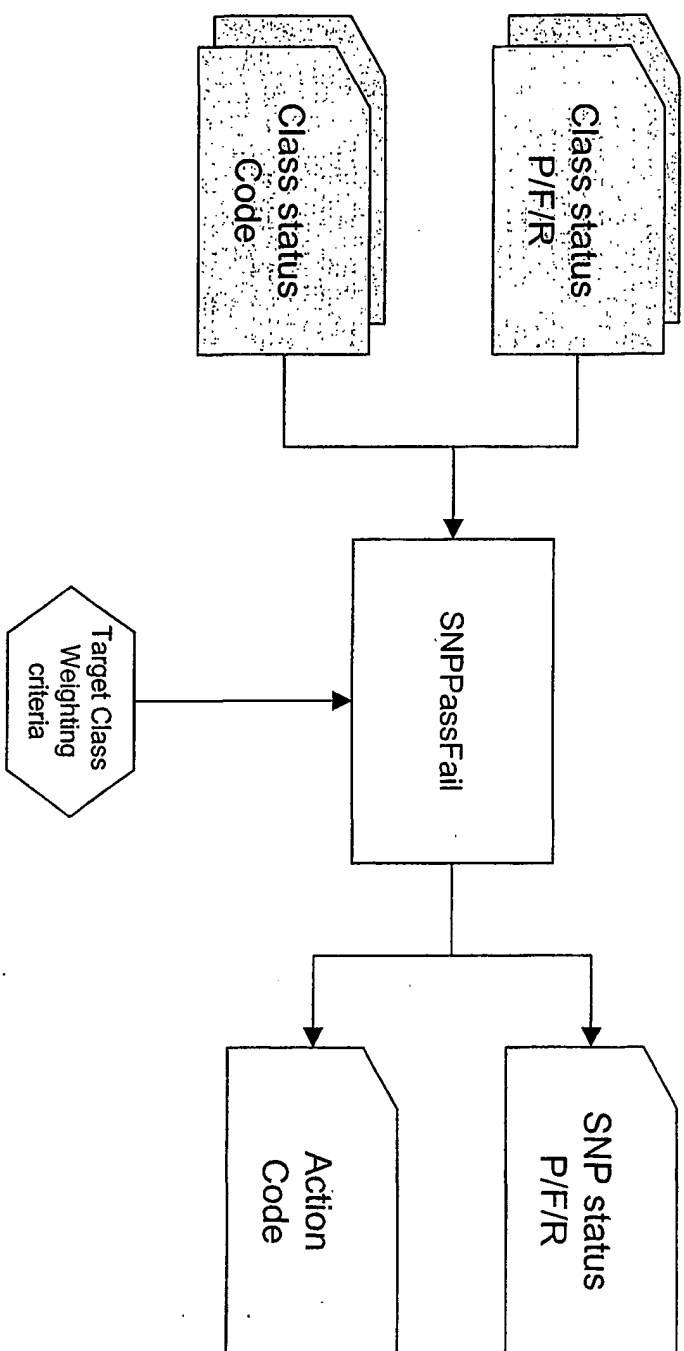 Class status
P/F/R
Class status
Code
SNPPassFail
Target Class
Weighting
criteria
SNP status
P/F/R
Action
Code